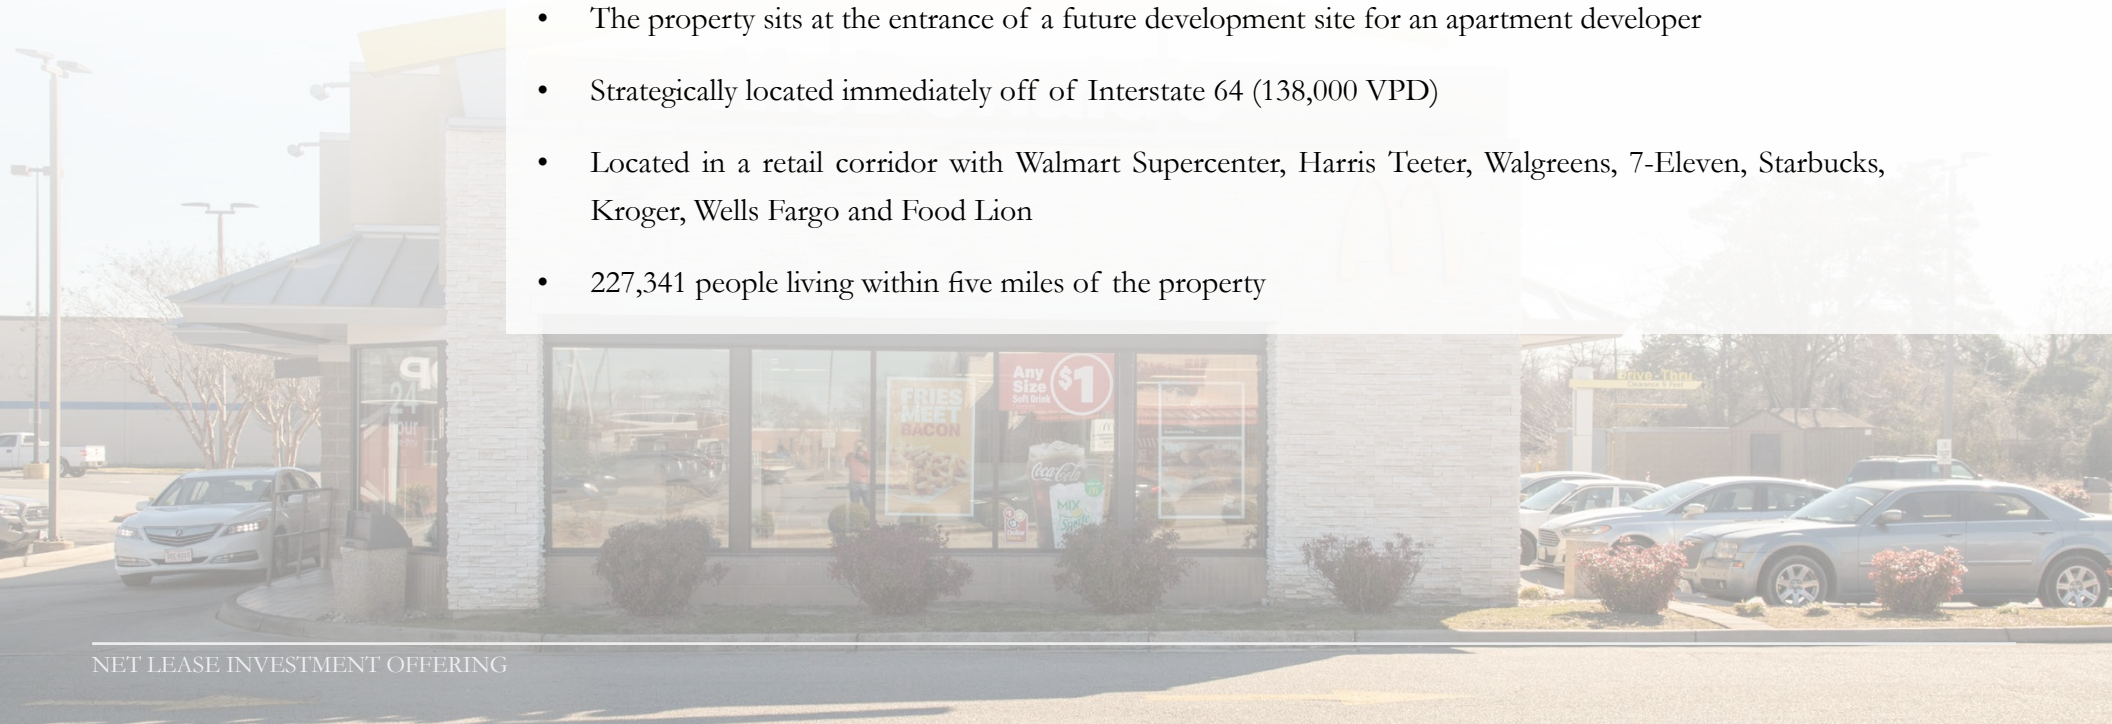 • The property sits at the entrance of a future development site for an apartment developer
• Strategically located immediately off of Interstate 64 (138,000 VPD)
• Located in a retail corridor with Walmart Supercenter, Harris Teeter, Walgreens, 7-Eleven, Starbucks,
Kroger, Wells Fargo and Food Lion
• 227,341 people living within five miles of the property
Any
Size
Soft Drink
$1
FRIES
MEET
BACON
24
Coca-Cola
MIX
Drive-Thru
NET LEASE INVESTMENT OFFERING